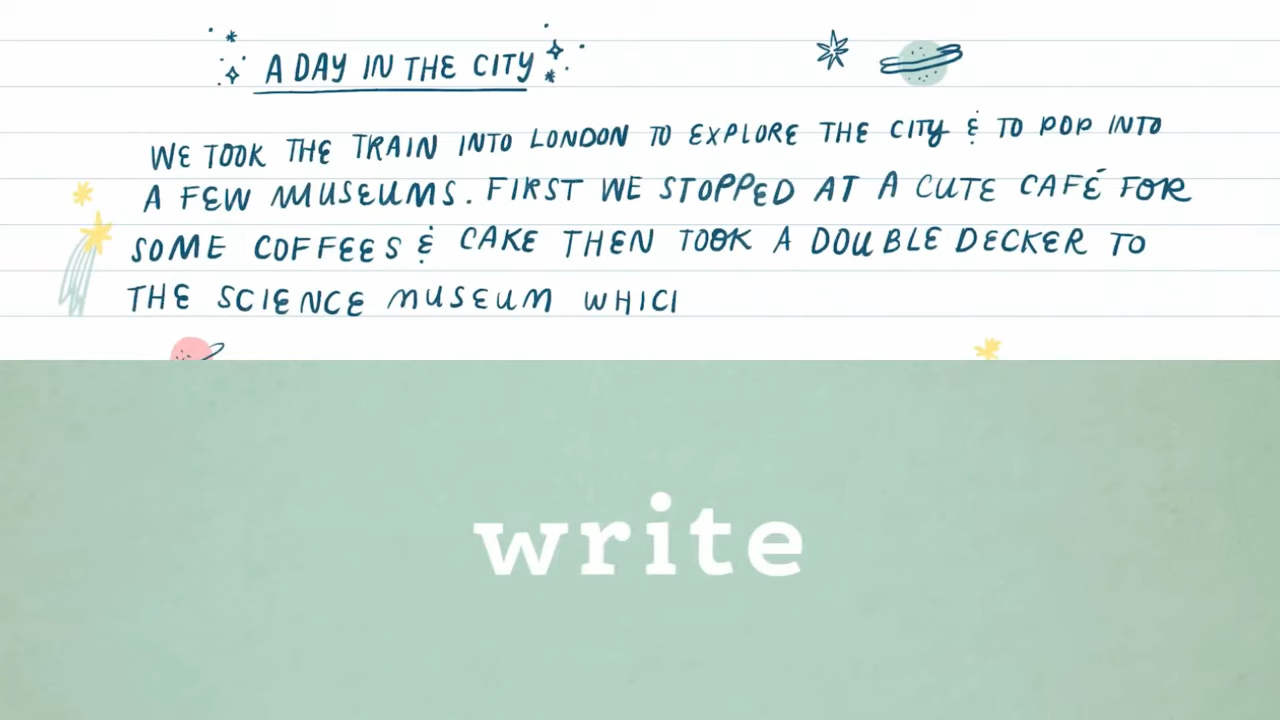 A DAY IN THE CITY
WE TOOK THE TRAIN INTO LONDON TO EXPLORE THE CITY & TO POP INTO
A FEW MUSEUMS. FIRST WE STOPPED AT A CUTE CAFÉ FOR
SOME COFFEES & CAKE THEN TOOK A DOUBLE DECKER TO
THE SCIENCE MUSEUM WHICI
write